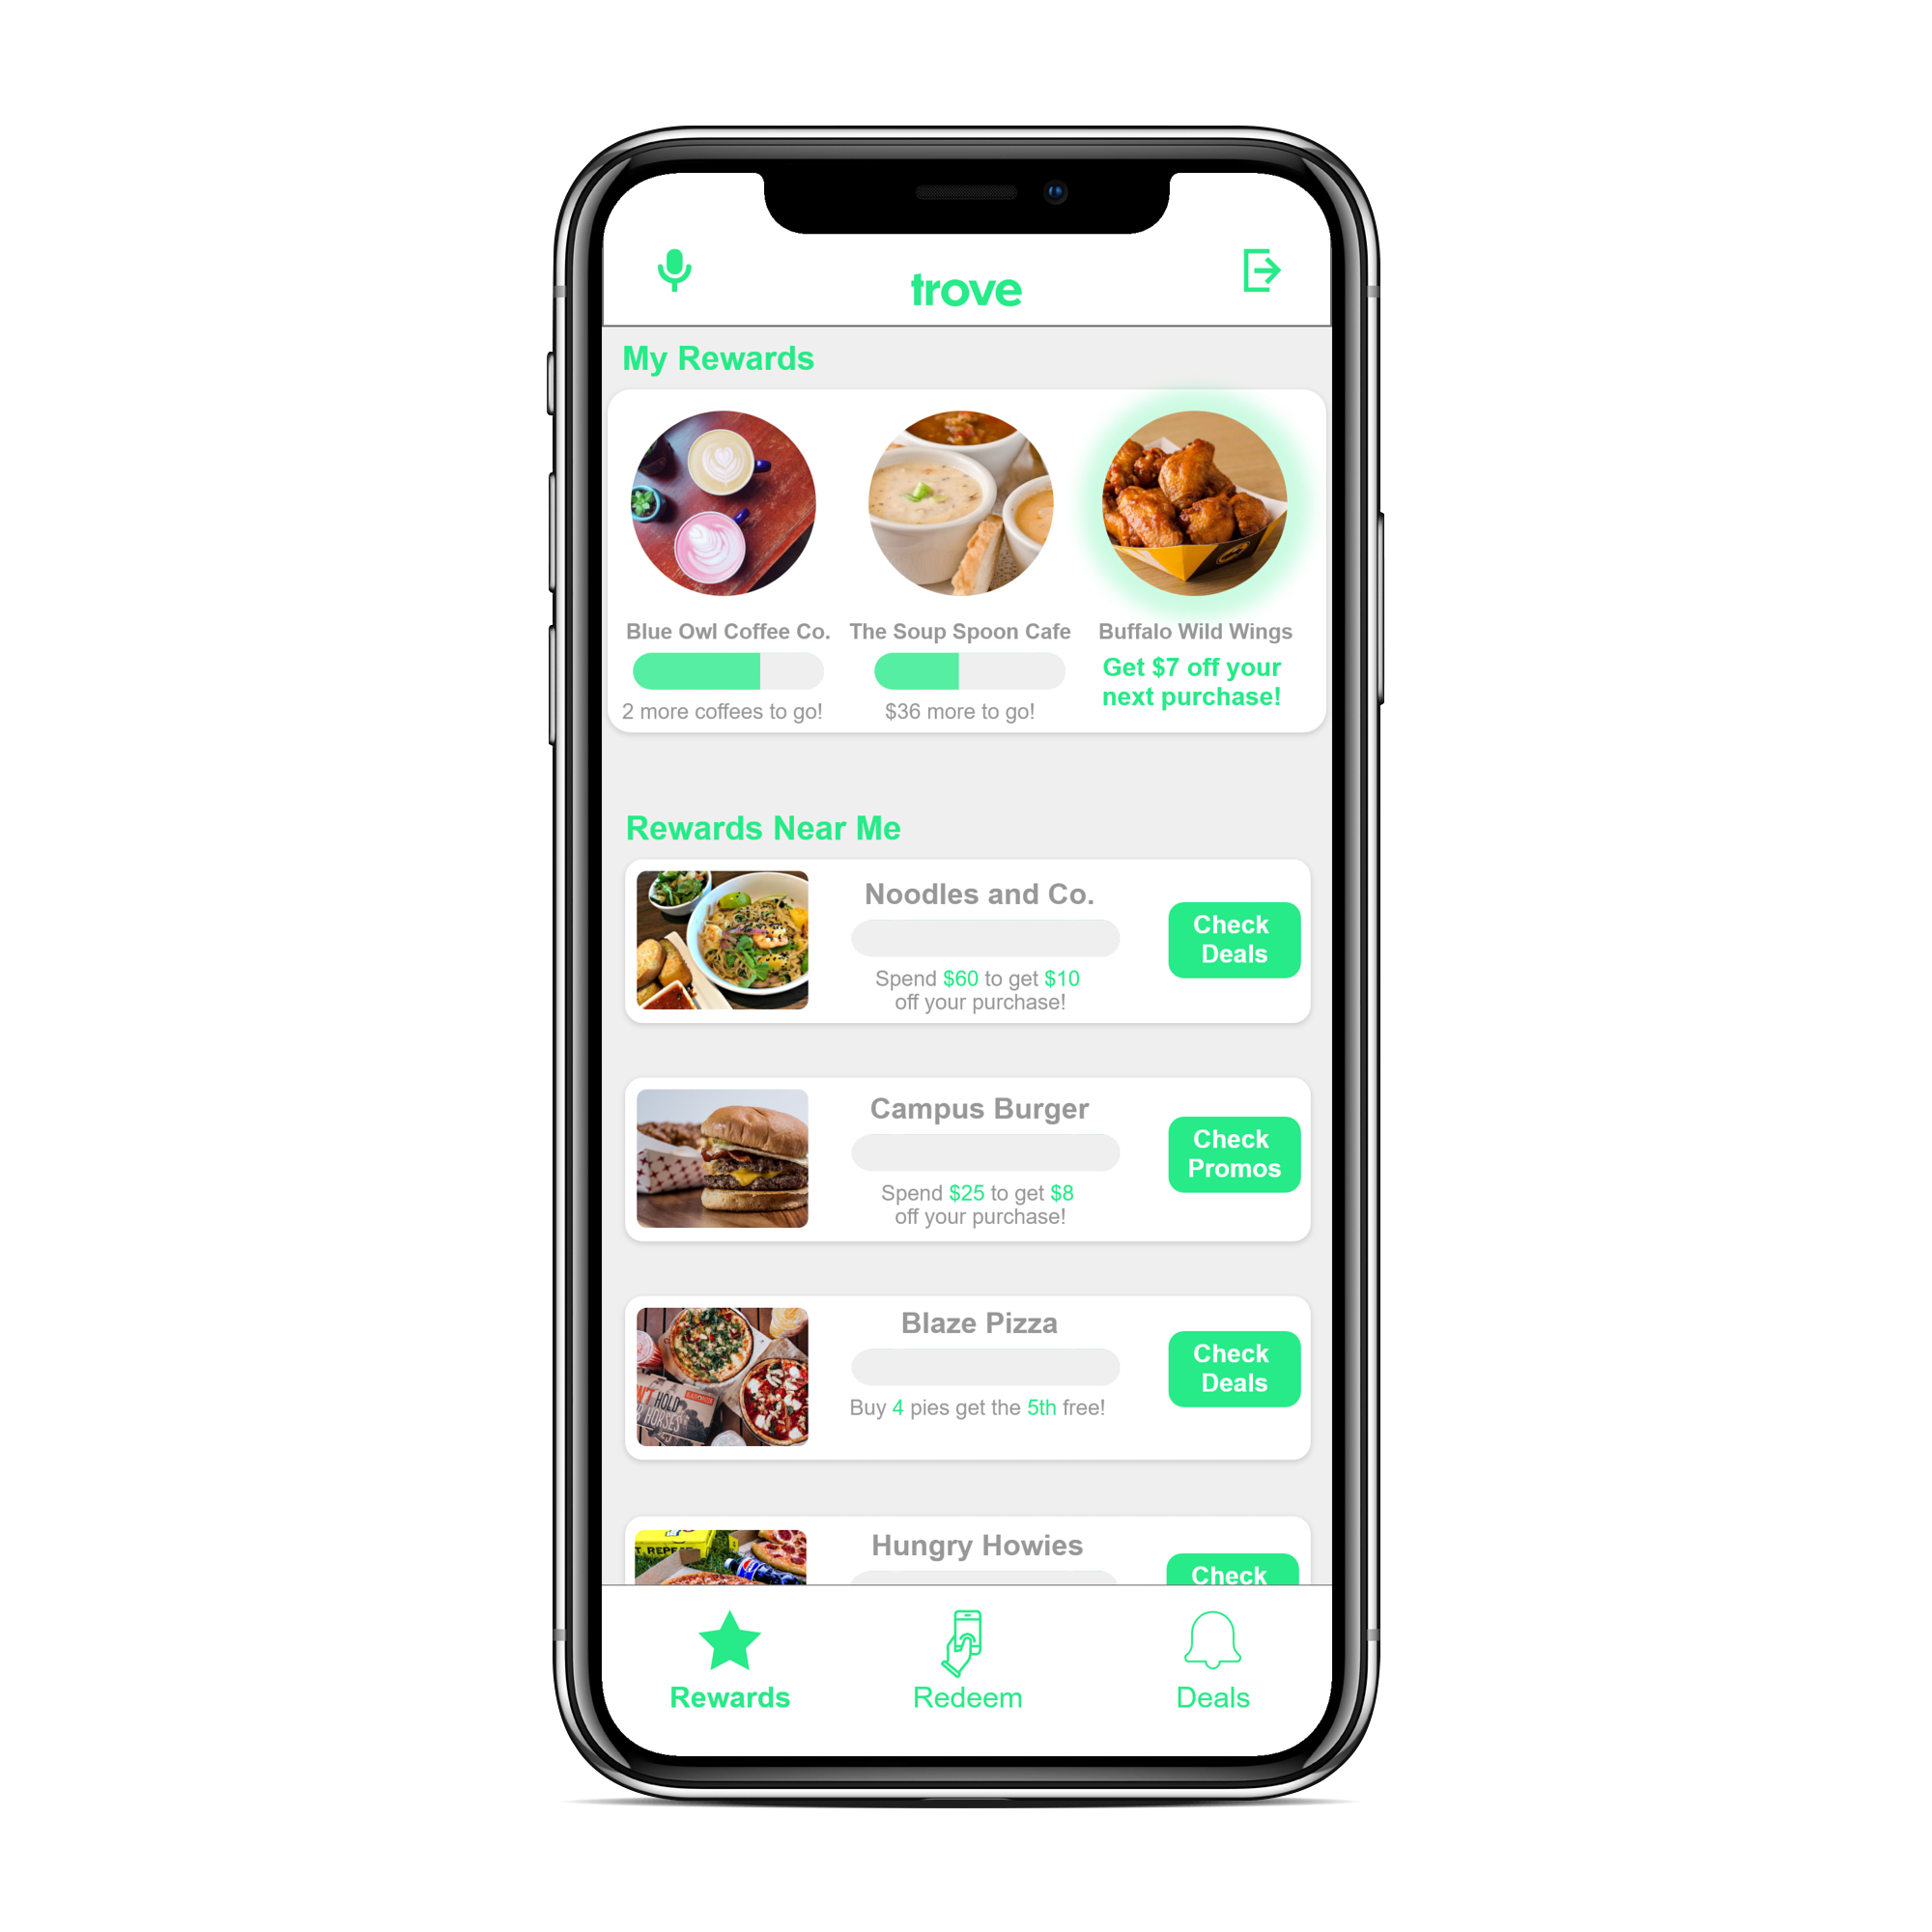 trove
My Rewards
Blue Owl Coffee Co.
2 more coffees to go!
The Soup Spoon Cafe
$36 more to go!
Buffalo Wild Wings
Get $7 off your
next purchase!
Rewards Near Me
Noodles and Co.
Spend $60 to get $10
off your purchase!
Check
Deals
Campus Burger
Spend $25 to get $8
off your purchase!
Check
Promos
Blaze Pizza
Buy 4 pies get the 5th free!
Check
Deals
HOLD
HORSES
Hungry Howies
Check
Rewards
Redeem
Deals